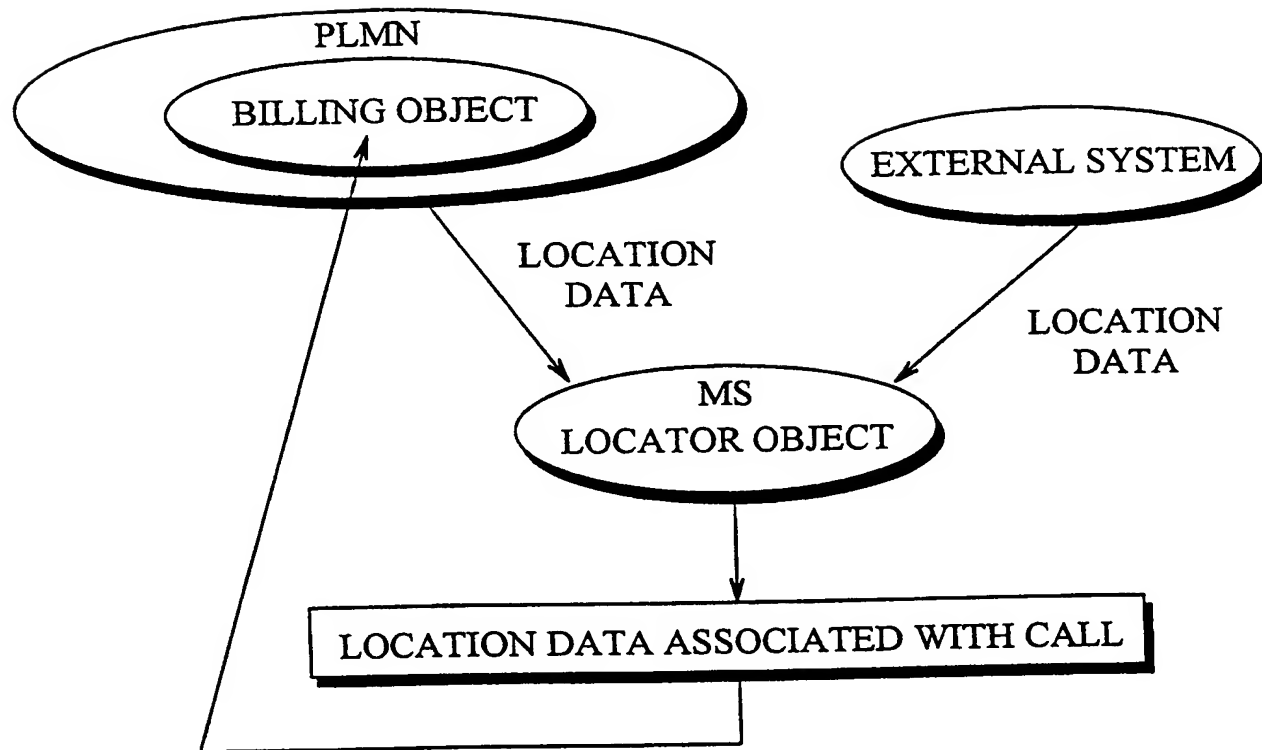 PLMN
BILLING OBJECT
EXTERNAL SYSTEM
LOCATION
DATA
LOCATION
DATA
MS
LOCATOR OBJECT
LOCATION DATA ASSOCIATED WITH CALL